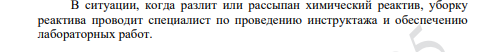 В ситуации, когда разлит или рассыпан химический реактив, уборку
реактива проводит специалист по проведению инструктажа и обеспечению
лабораторных работ.